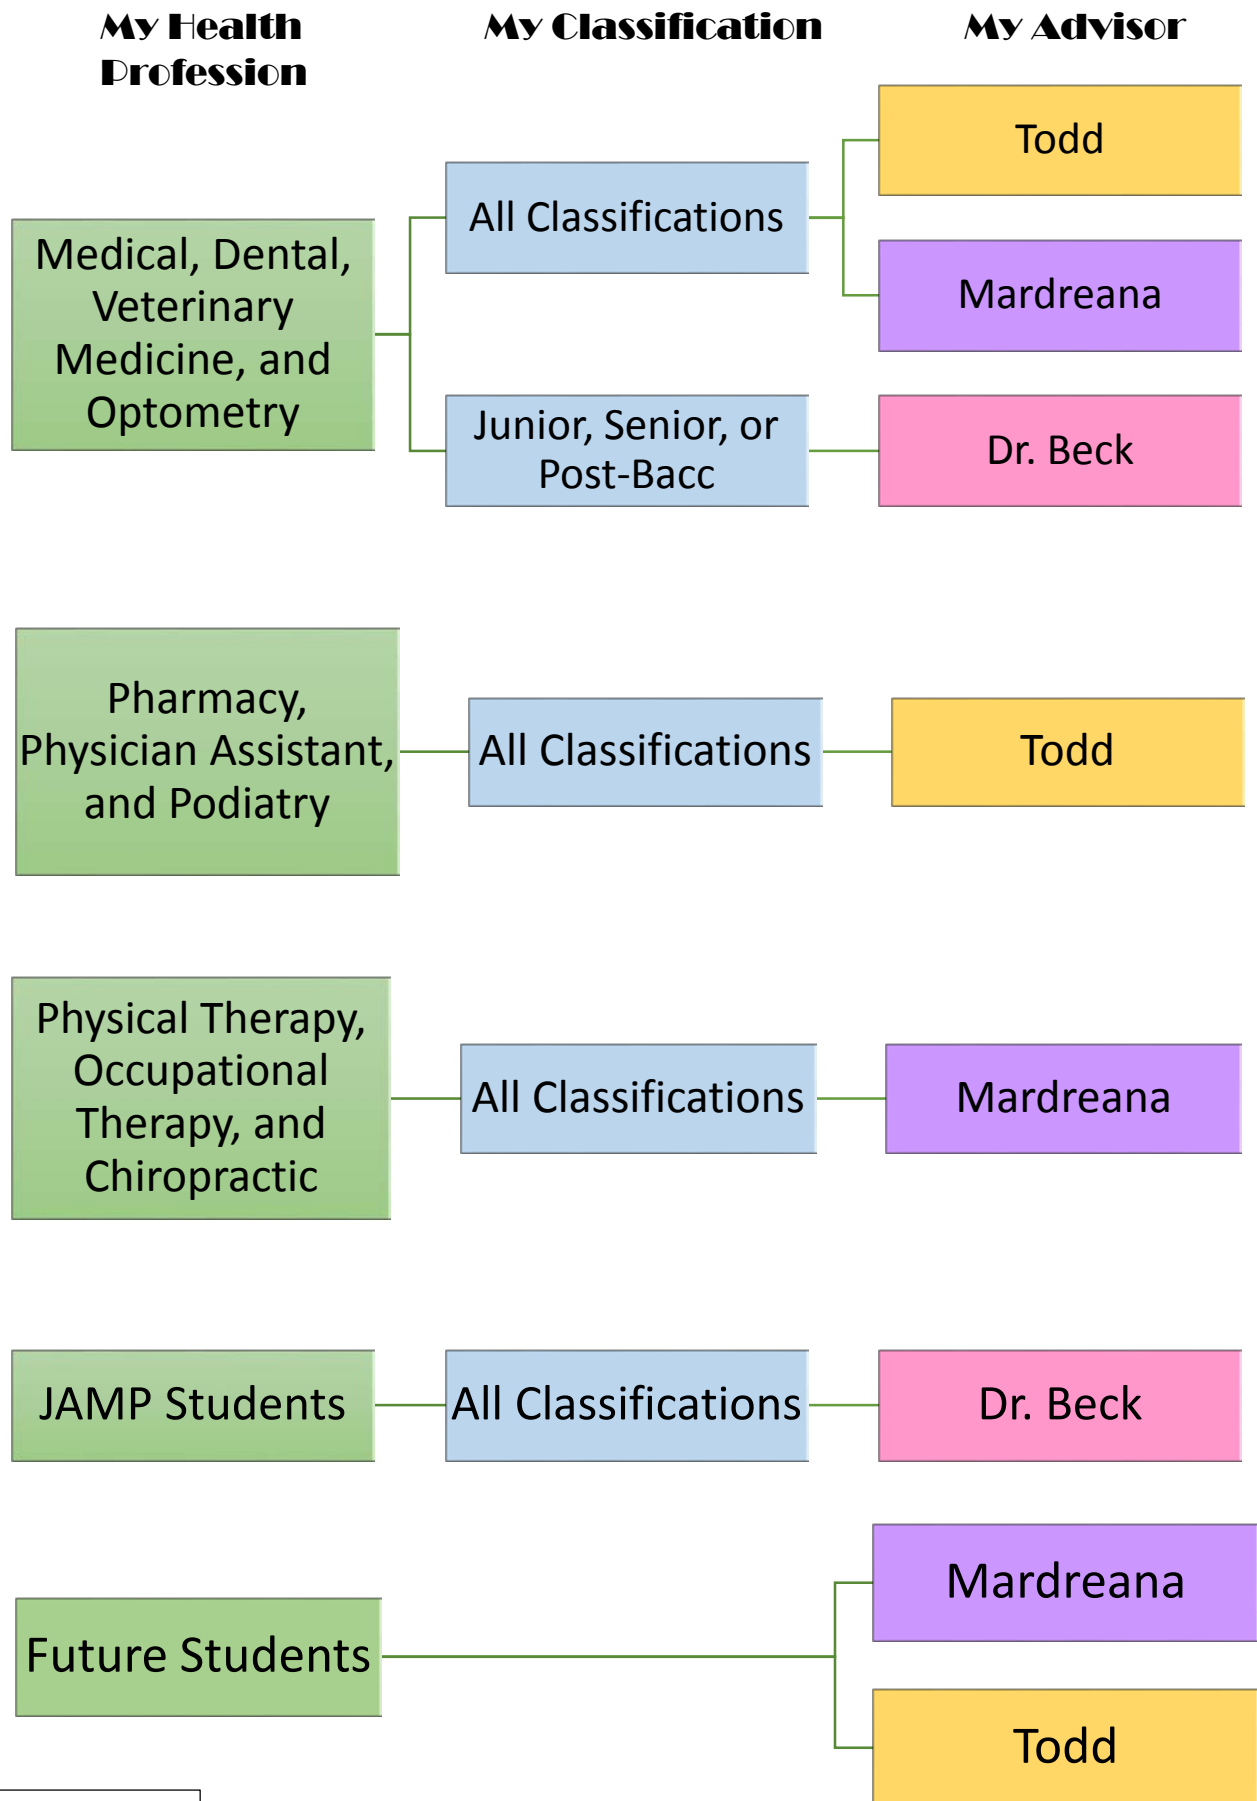 My Health
Profession
My Classification
My Advisor
Medical, Dental,
Veterinary
Medicine, and
Optometry
All Classifications
Todd
Mardreana
Junior, Senior, or
Post-Bacc
Dr. Beck
Pharmacy,
Physician Assistant,
and Podiatry
All Classifications
Todd
Physical Therapy,
Occupational
Therapy, and
Chiropractic
All Classifications
Mardreana
JAMP Students
All Classifications
Dr. Beck
Future Students
Mardreana
Todd